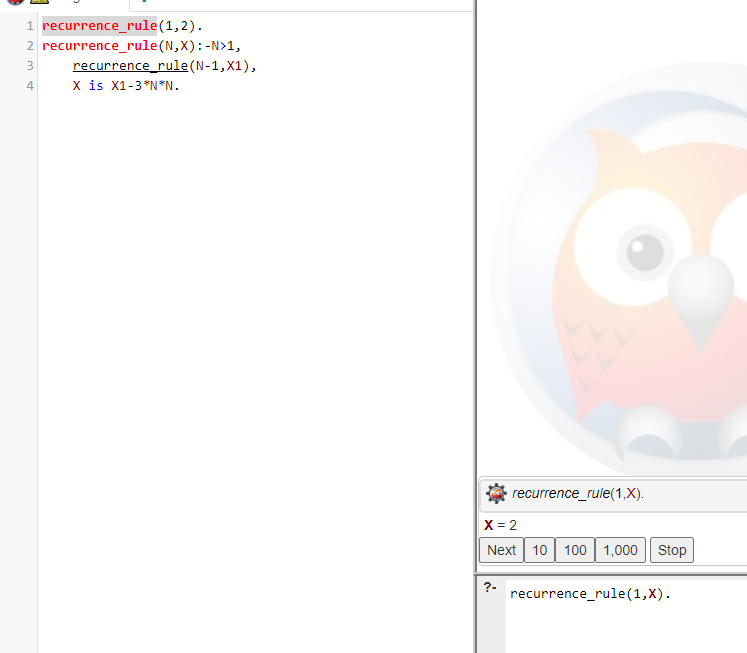 1 recurrence_rule(1,2).
2 recurrence_rule(N,X):-N>1,
3     recurrence_rule(N-1,X1),
4     X is X1-3*N*N.
recurrence_rule(1,X).
X = 2
Next 10 100 1,000 Stop
?- recurrence_rule(1,X).